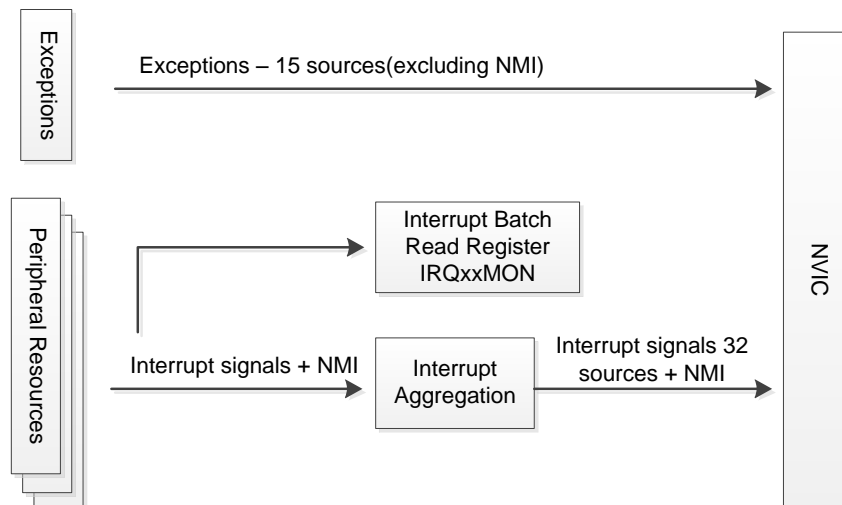 Exceptions
Exceptions – 15 sources(excluding NMI)
Peripheral Resources
Interrupt Batch
Read Register
IRQxxMON
Interrupt signals + NMI
Interrupt
Aggregation
Interrupt signals 32
sources + NMI
NVIC